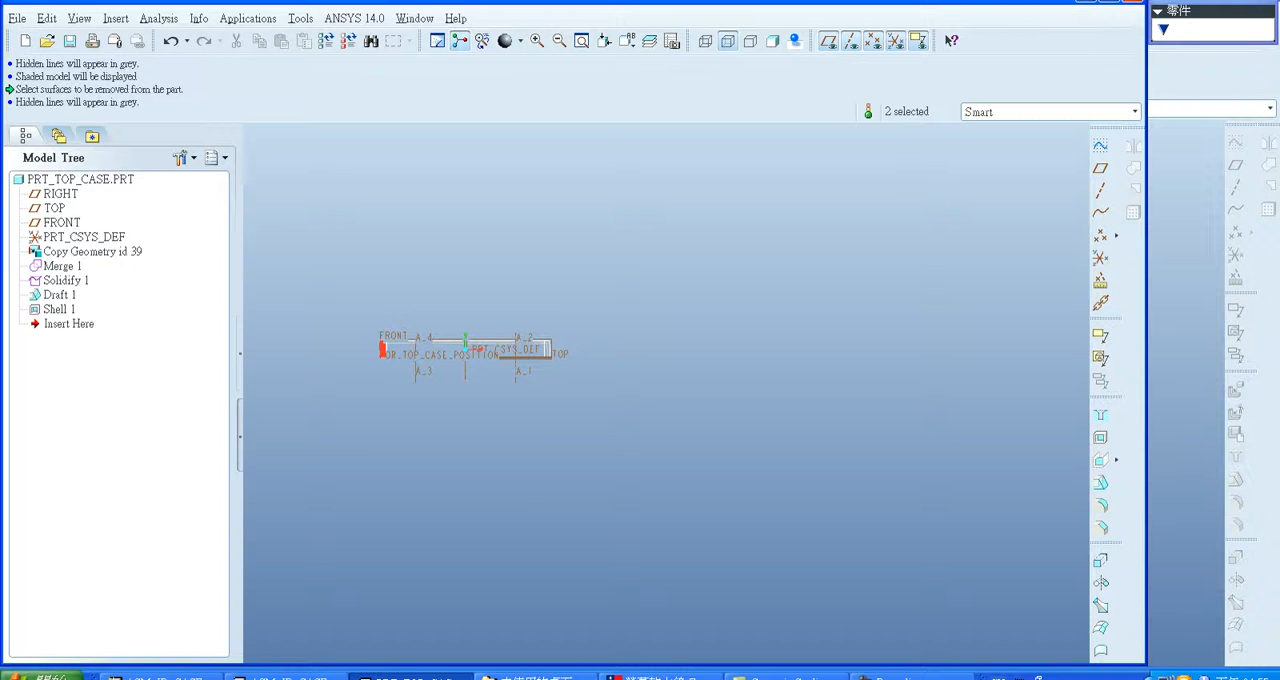 零件
File Edit View Insert Analysis Info Applications Tools ANSYS 14.0 Window Help
Hidden lines will appear in grey.
Shaded model will be displayed
Select surfaces to be removed from the part.
Hidden lines will appear in grey.
2 selected
Smart
Model Tree
PRT_TOP_CASE.PRT
RIGHT
TOP
FRONT
PRT_CSYS_DEF
Copy Geometry id 39
Merge 1
Solidify 1
Draft 1
Shell 1
Insert Here
FRONT A_4 A_2
PRT_CSYS_DEF
OR_TOP_CASE_POSITION TOP
A_3 A_1